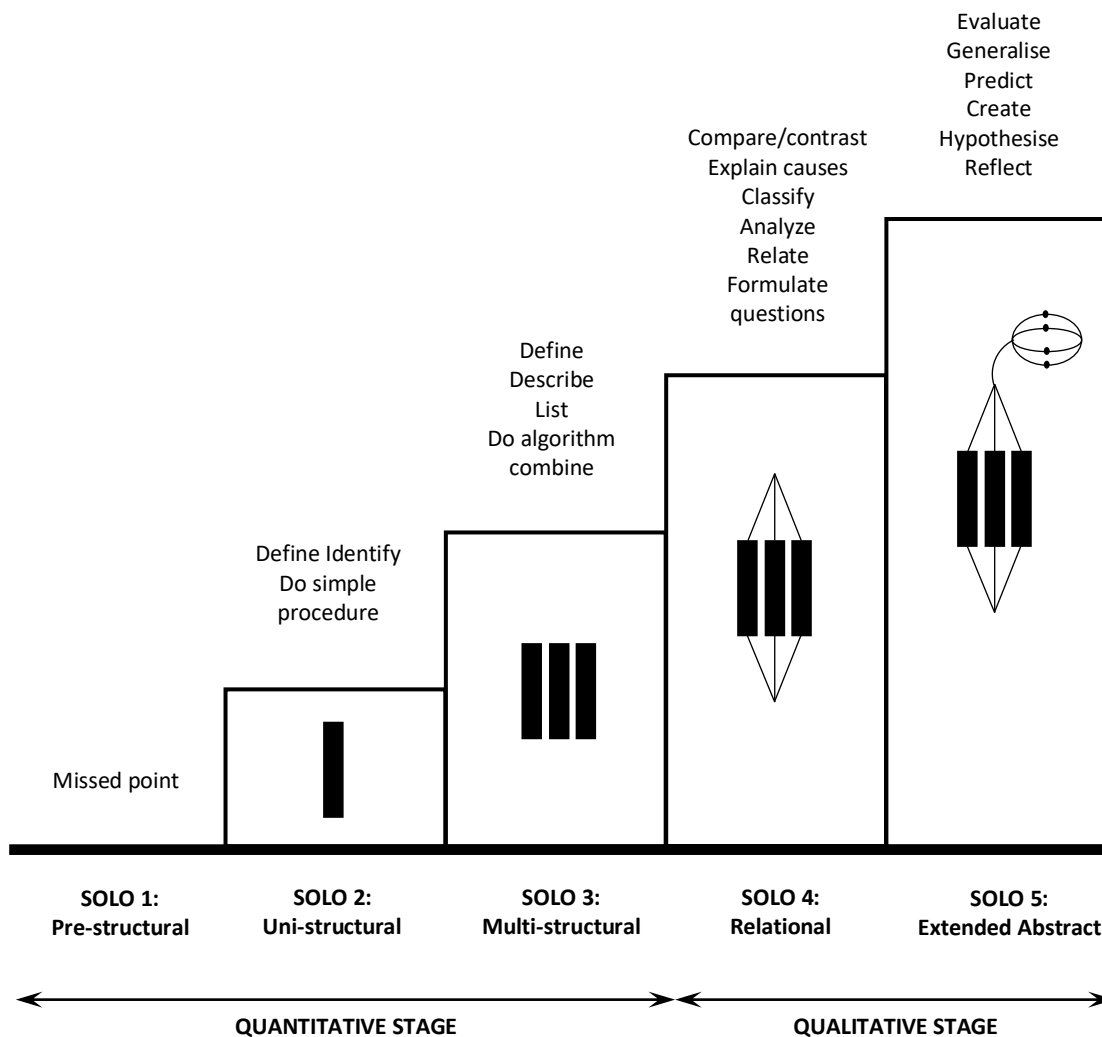 Evaluate
Generalise
Predict
Create
Hypothesise
Reflect
Compare/contrast
Explain causes
Classify
Analyze
Relate
Formulate
questions
Define
Describe
List
Do algorithm
combine
Define Identify
Do simple
procedure
Missed point
SOLO 1:
Pre-structural
SOLO 2:
Uni-structural
SOLO 3:
Multi-structural
SOLO 4:
Relational
SOLO 5:
Extended Abstract
QUANTITATIVE STAGE
QUALITATIVE STAGE